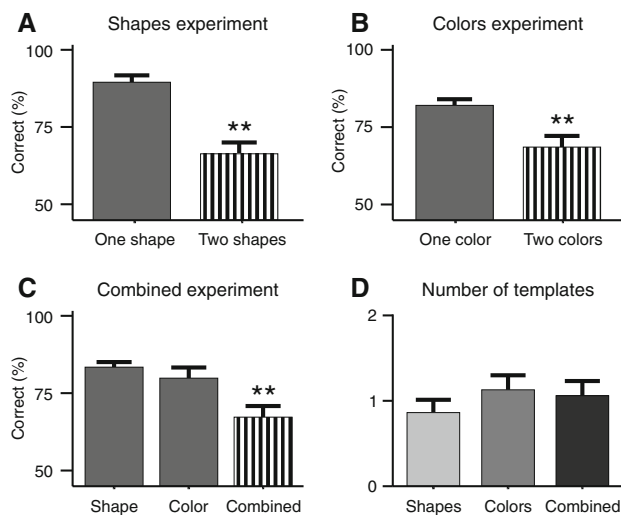 A Shapes experiment
100
75
50
Correct (%)
**
One shape Two shapes
B Colors experiment
100
75
50
Correct (%)
**
One color Two colors
C Combined experiment
100
75
50
Correct (%)
**
Shape Color Combined
D Number of templates
2
1
0
Shapes Colors Combined